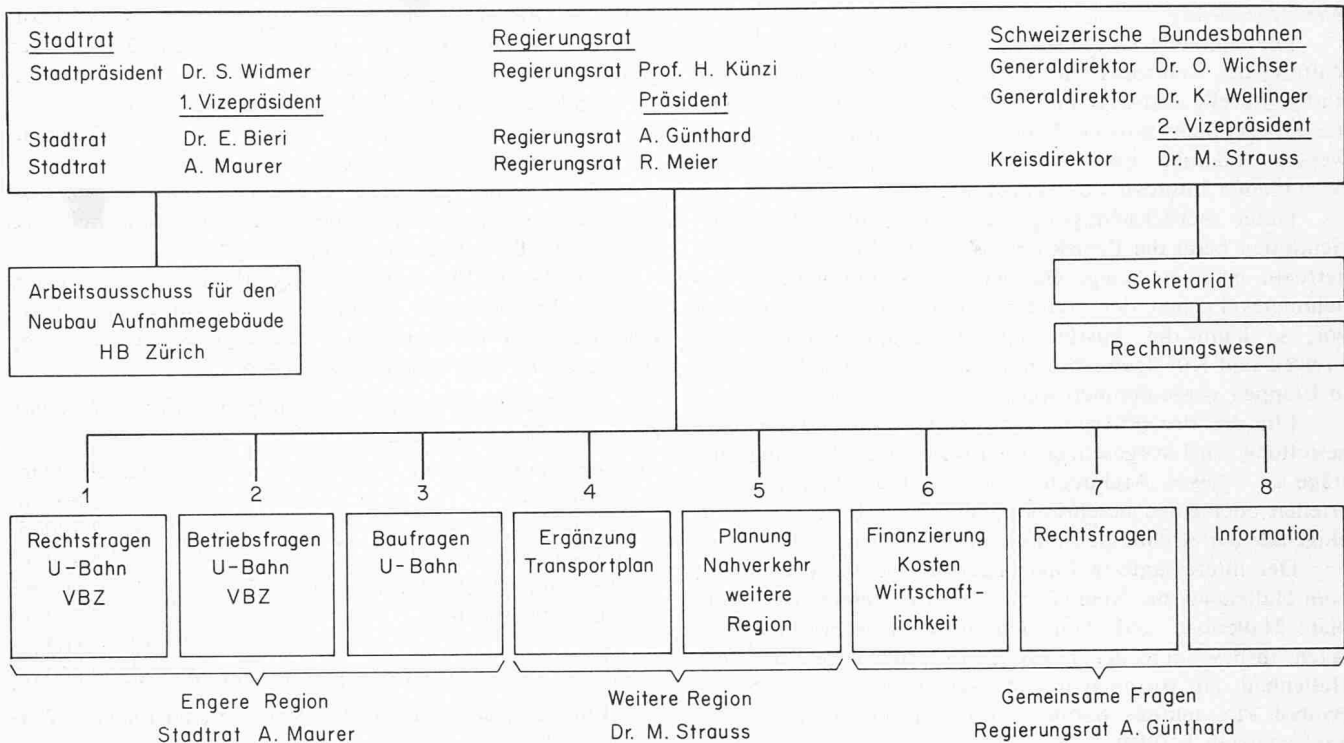 Stadtrat
Stadtpräsident Dr. S. Widmer
1. Vizepräsident
Stadtrat Dr. E. Bieri
Stadtrat A. Maurer
Regierungsrat
Regierungsrat Prof. H. Künzi
Präsident
Regierungsrat A. Günthard
Regierungsrat R. Meier
Schweizerische Bundesbahnen
Generaldirektor Dr. O. Wichser
Generaldirektor Dr. K. Wellinger
2. Vizepräsident
Kreisdirektor Dr. M. Strauss
Arbeitsausschuss für den
Neubau Aufnahmegebäude
HB Zürich
Sekretariat
Rechnungswesen
1
Rechtsfragen
U-Bahn
VBZ
2
Betriebsfragen
U-Bahn
VBZ
3
Baufragen
U-Bahn
4
Ergänzung
Transportplan
5
Planung
Nahverkehr
weitere
Region
6
Finanzierung
Kosten
Wirtschaft-
lichkeit
7
Rechtsfragen
8
Information
Engere Region
Stadtrat A. Maurer
Weitere Region
Dr. M. Strauss
Gemeinsame Fragen
Regierungsrat A. Günthard